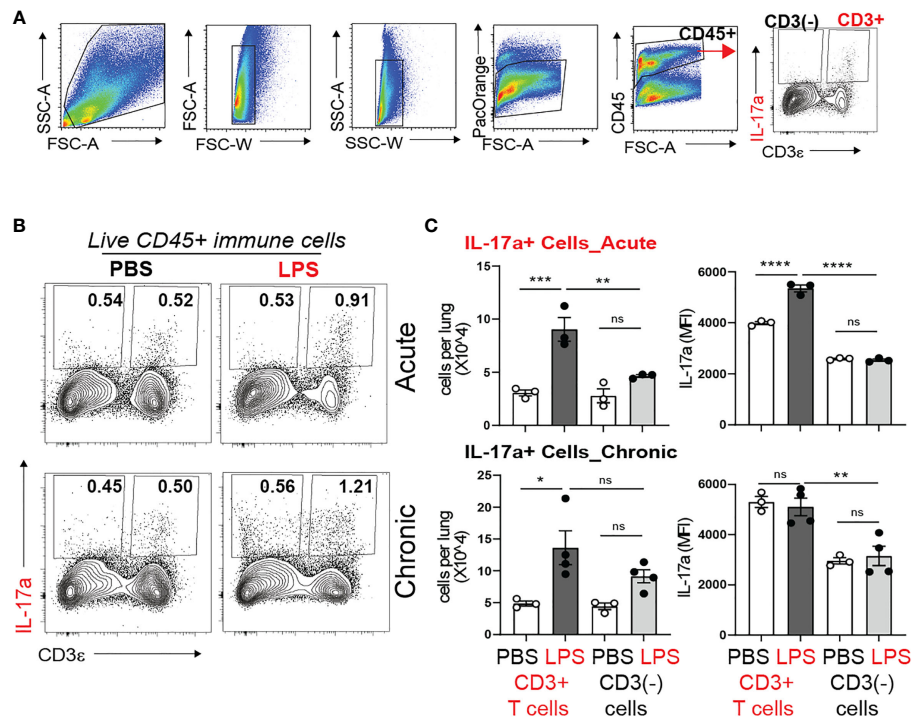 A
SSC-A
FSC-A
FSC-A
FSC-W
SSC-A
SSC-W
PacOrange
FSC-A
CD45
CD45+
FSC-A
CD3(-) CD3+
IL-17a
CD3ε
B
Live CD45+ immune cells
PBS LPS
0.54 0.52 0.53 0.91
Acute
0.45 0.50 0.56 1.21
Chronic
IL-17a
CD3ε
C
IL-17a+ Cells_Acute
cells per lung
(X10^4)
15
10
5
0
*** **
ns
IL-17a (MFI)
6000
4000
2000
0
**** ****
ns
IL-17a+ Cells_Chronic
cells per lung
(X10^4)
25
20
15
10
5
0
* ns
ns
IL-17a (MFI)
6000
4000
2000
0
ns **
ns
PBS LPS PBS LPS
CD3+ CD3(-)
T cells cells
PBS LPS PBS LPS
CD3+ CD3(-)
T cells cells